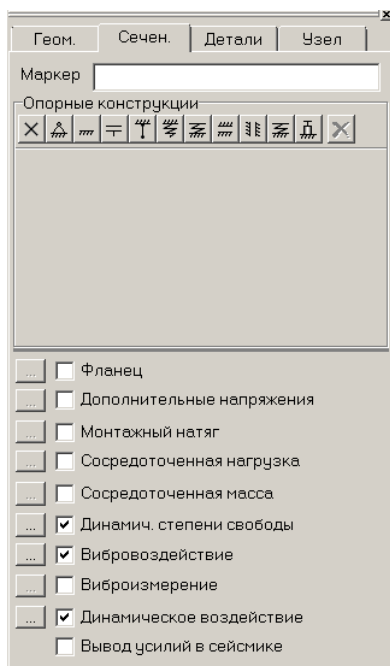 Геом. Сечен. Детали Узел
Маркер
Опорные конструкции
... Фланец
... Дополнительные напряжения
... Монтажный натяг
... Сосредоточенная нагрузка
... Сосредоточенная масса
... Динамич. степени свободы
... Вибровоздействие
... Виброизмерение
... Динамическое воздействие
Вывод усилий в сейсмике